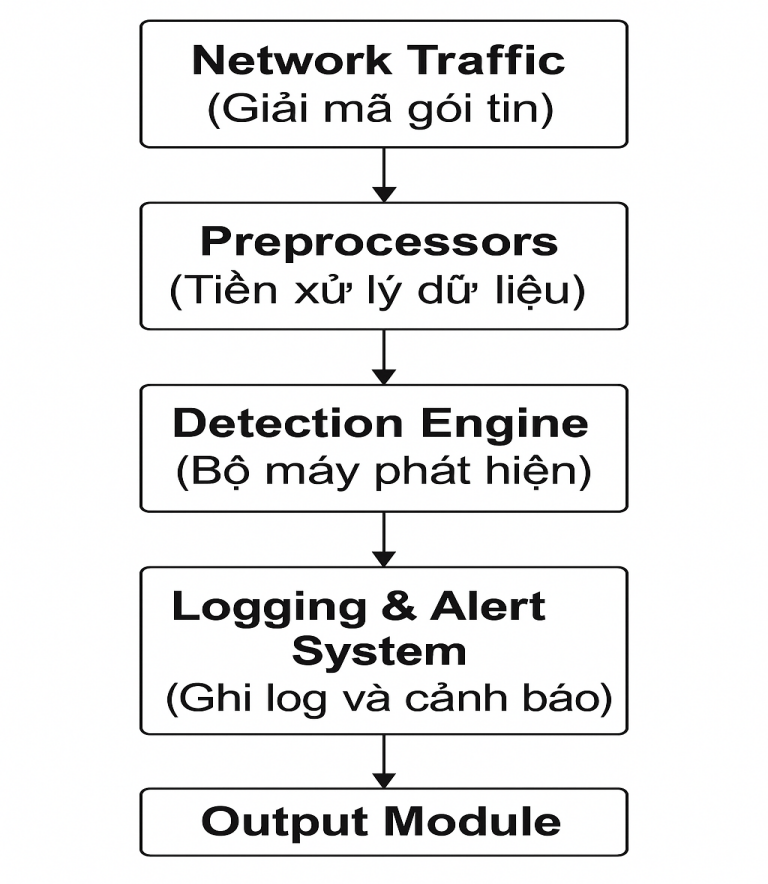 Network Traffic
(Giải mã gói tin)
Preprocessors
(Tiền xử lý dữ liệu)
Detection Engine
(Bộ máy phát hiện)
Logging & Alert
System
(Ghi log và cảnh báo)
Output Module